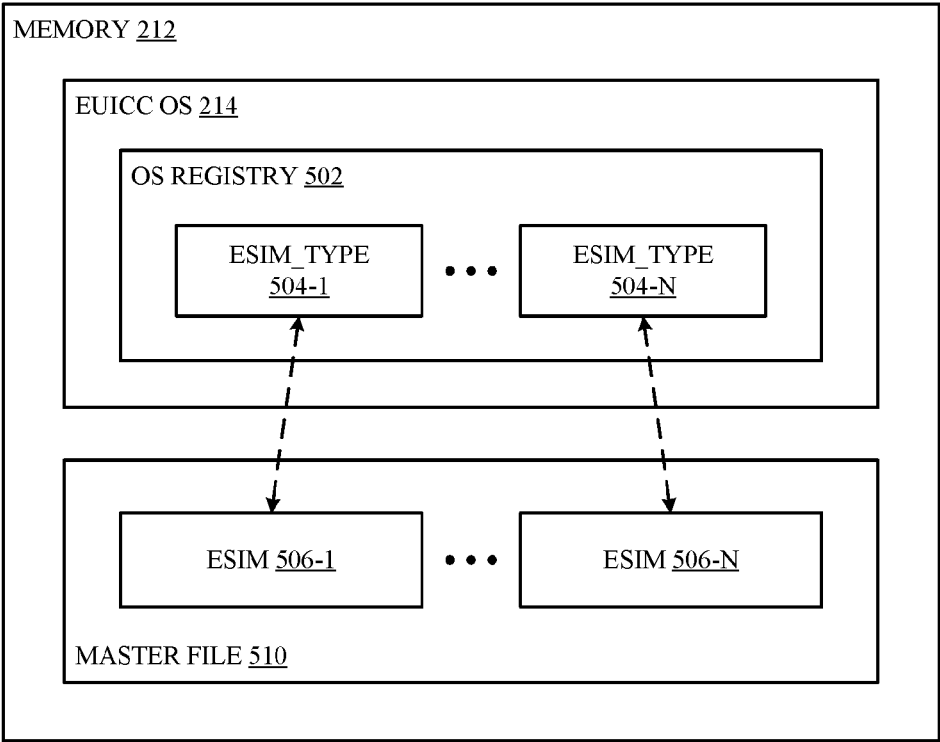 MEMORY 212
EUICC OS 214
OS REGISTRY 502
ESIM_TYPE
504-1
ESIM_TYPE
504-N
ESIM 506-1
ESIM 506-N
MASTER FILE 510